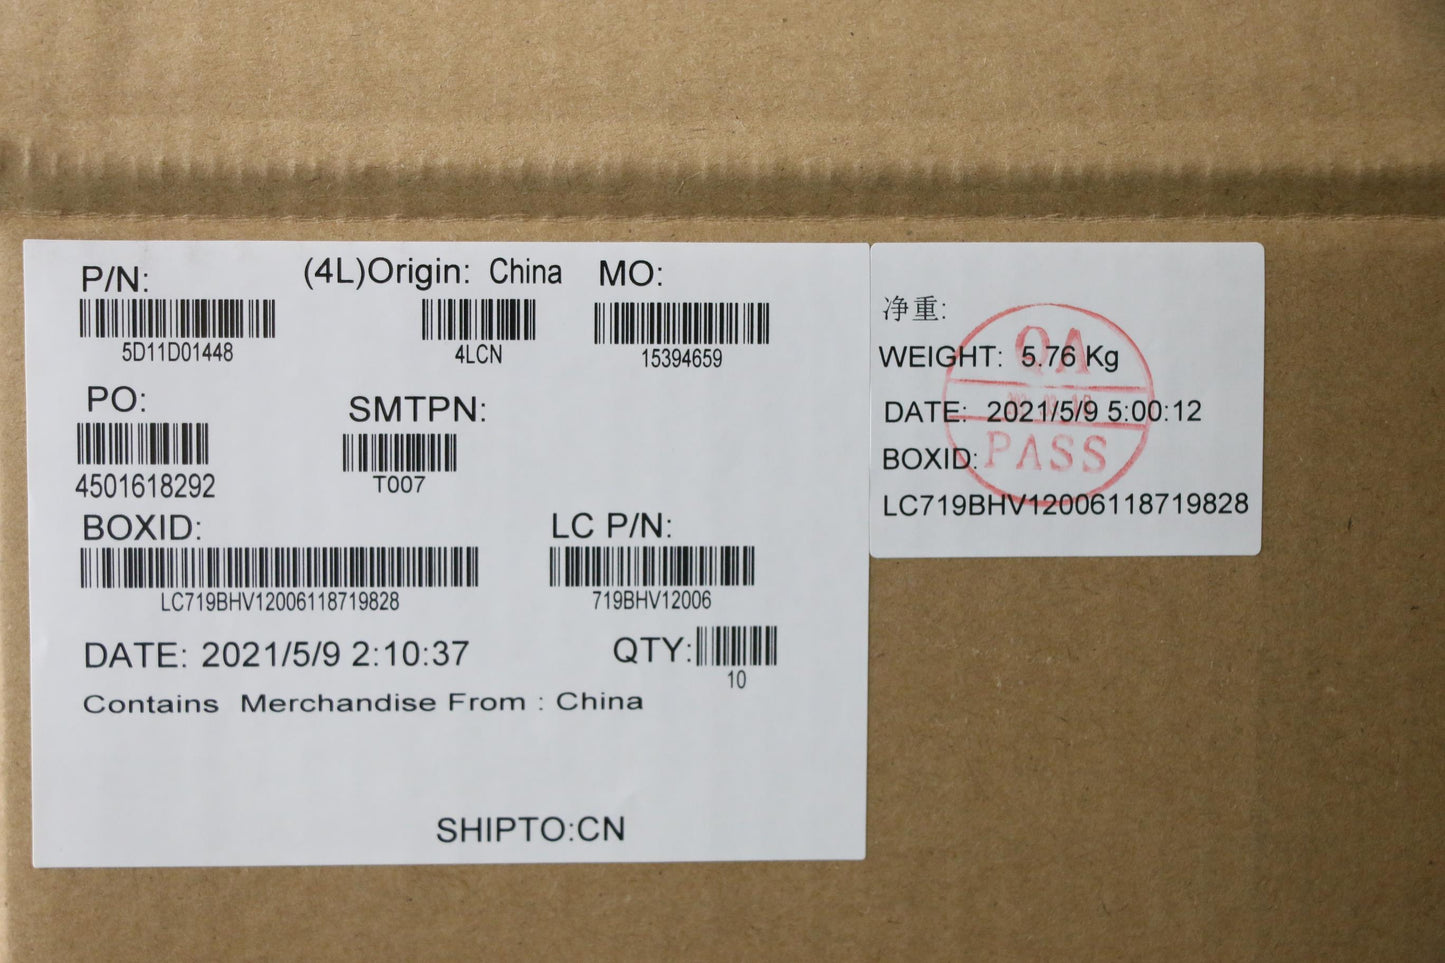 P/N:
5D11D01448
(4L)Origin: China
4LCN
MO:
15394659
PO:
4501618292
SMTPN:
T007
BOXID:
LC719BHV12006118719828
LC P/N:
719BHV12006
DATE: 2021/5/9 2:10:37
QTY:
10
Contains Merchandise From : China
SHIPTO:CN
净重:
WEIGHT: 5.76 Kg
DATE: 2021/5/9 5:00:12
BOXID:
LC719BHV12006118719828
QA
PASS